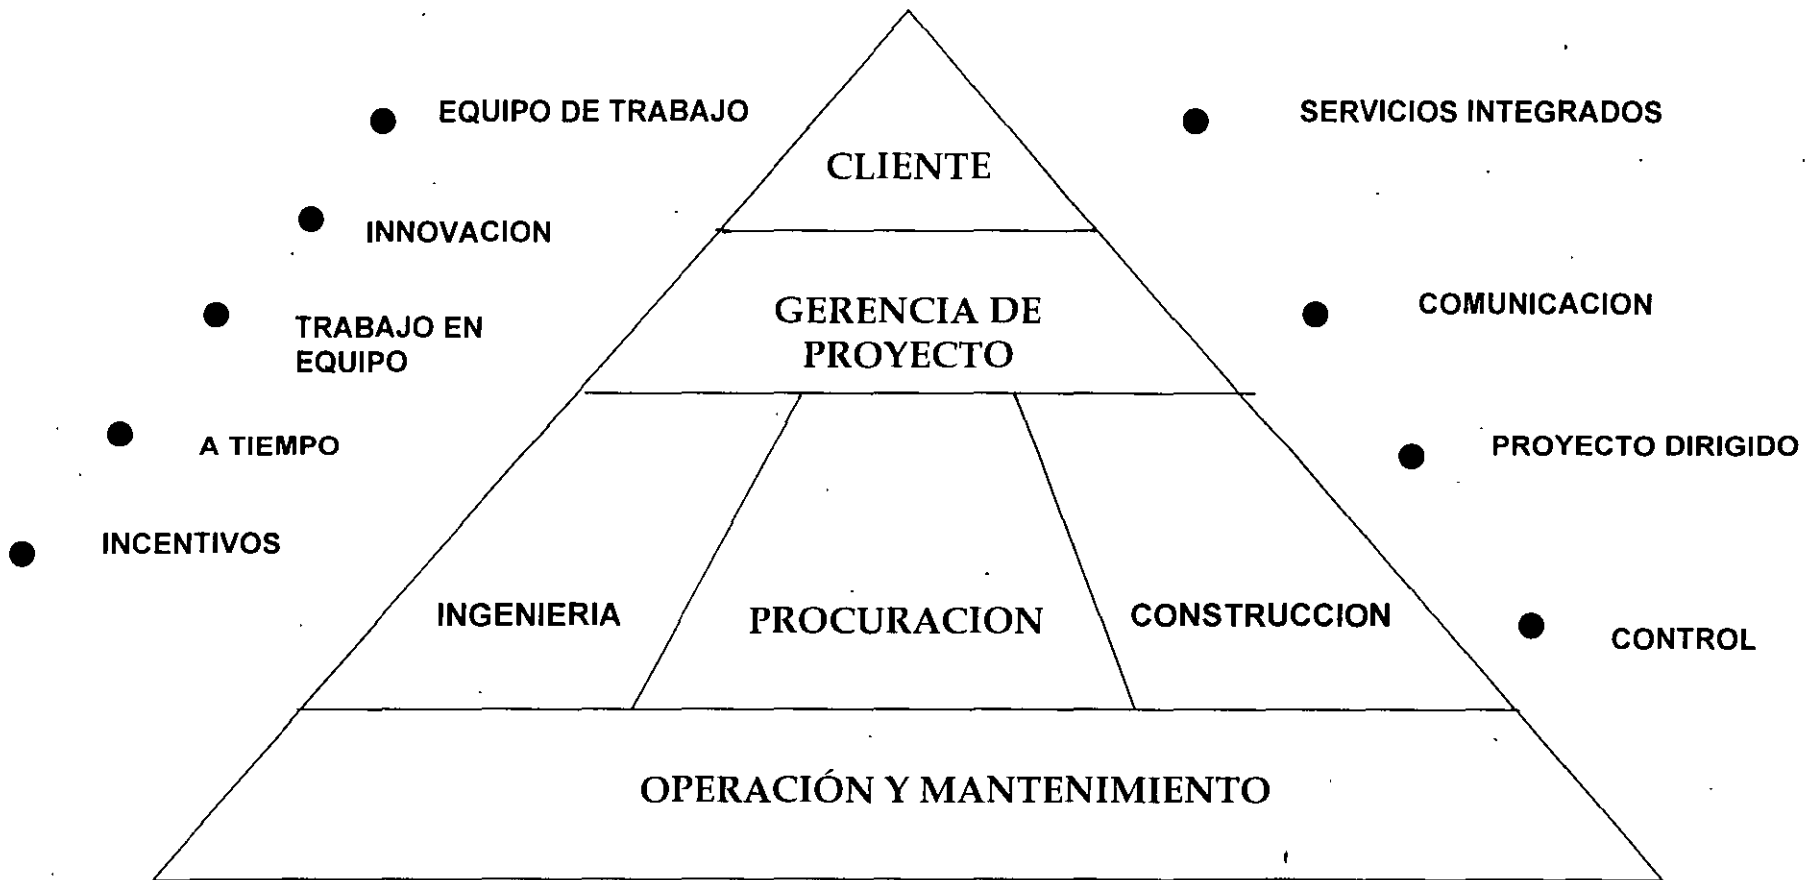 EQUIPO DE TRABAJO
SERVICIOS INTEGRADOS
CLIENTE
INNOVACION
GERENCIA DE
PROYECTO
COMUNICACION
TRABAJO EN
EQUIPO
A TIEMPO
PROYECTO DIRIGIDO
INCENTIVOS
INGENIERIA
PROCURACION
CONSTRUCCION
CONTROL
OPERACIÓN Y MANTENIMIENTO